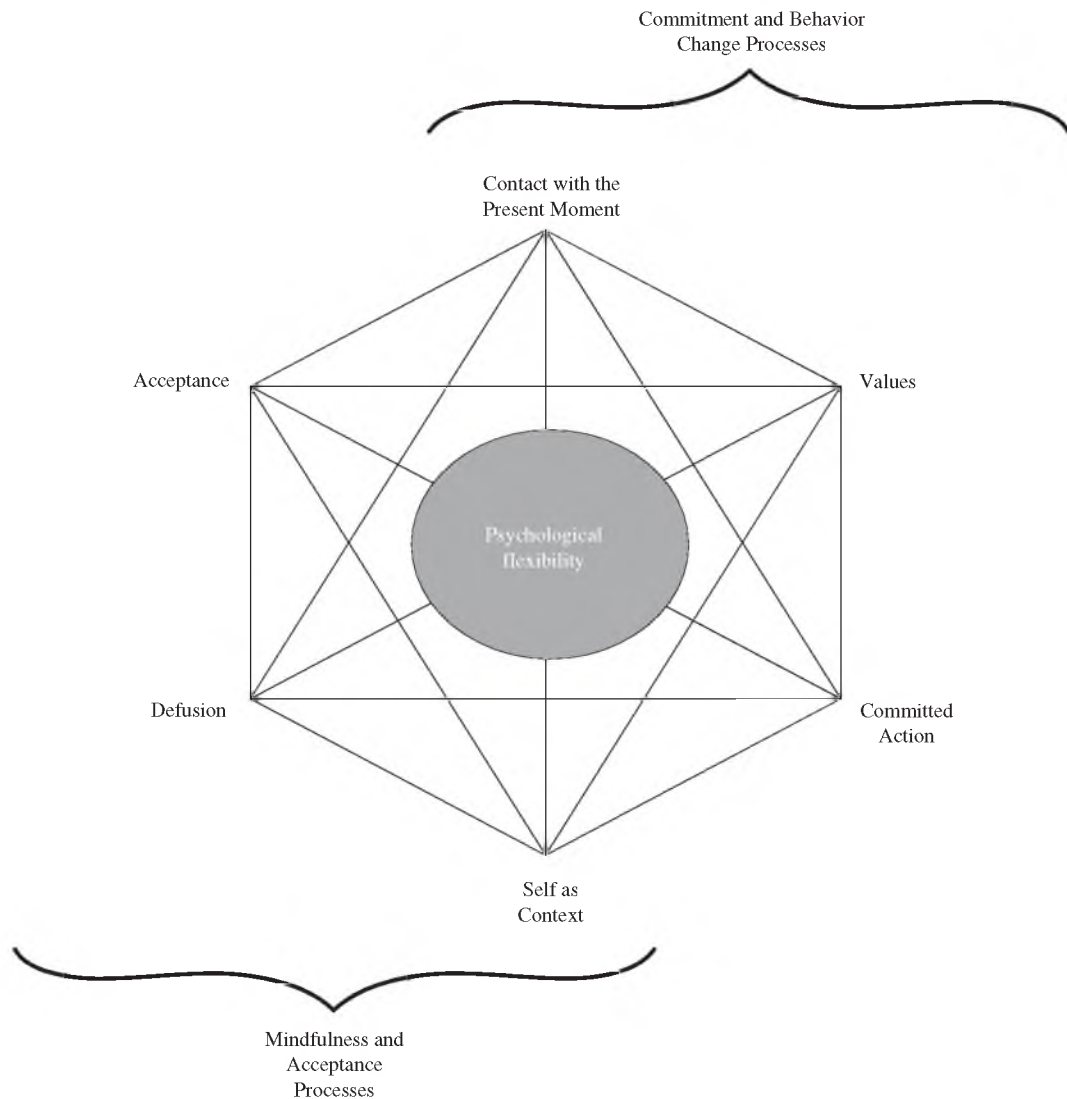 Commitment and Behavior
Change Processes
Contact with the
Present Moment
Acceptance
Values
Psychological
flexibility
Defusion
Committed
Action
Self as
Context
Mindfulness and
Acceptance
Processes